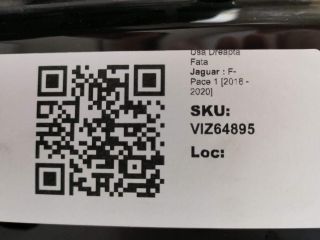 Usa Dreapta
Fata
Jaguar : F-
Pace 1 [2016 -
2020]
SKU:
VIZ64895
Loc: